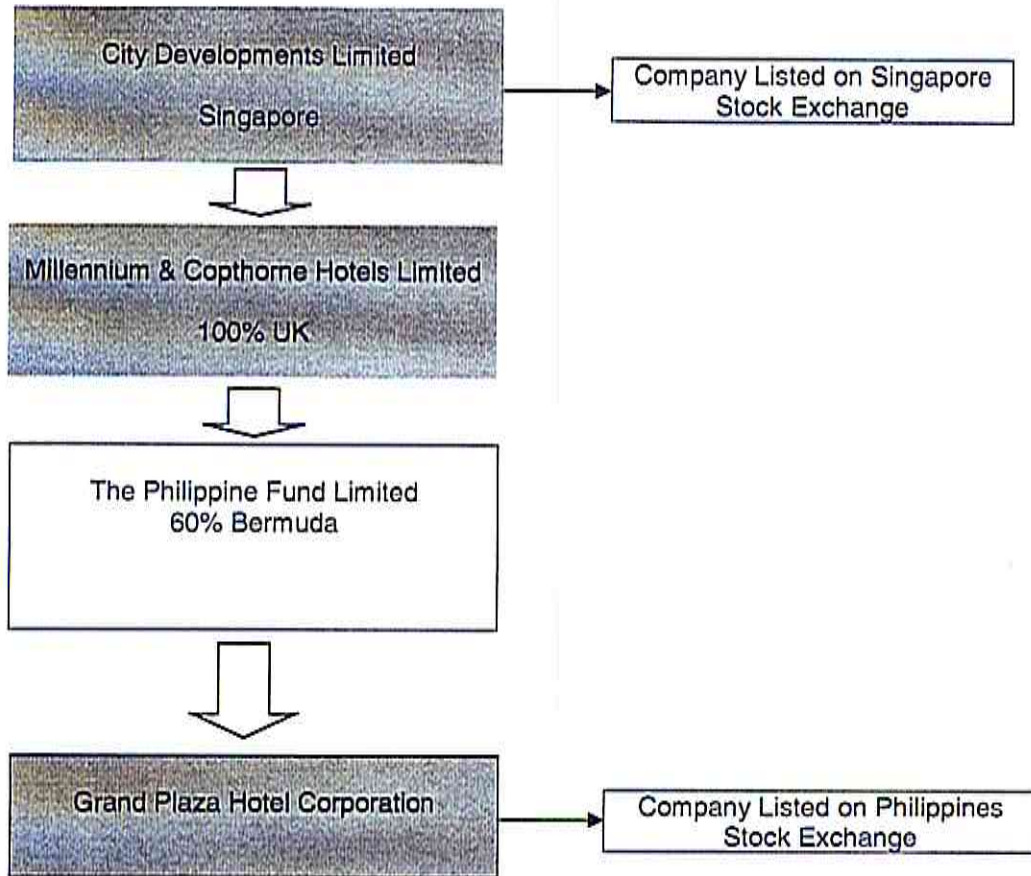 City Developments Limited
Singapore
Company Listed on Singapore
Stock Exchange
Millennium & Copthorne Hotels Limited
100% UK
The Philippine Fund Limited
60% Bermuda
Grand Plaza Hotel Corporation
Company Listed on Philippines
Stock Exchange